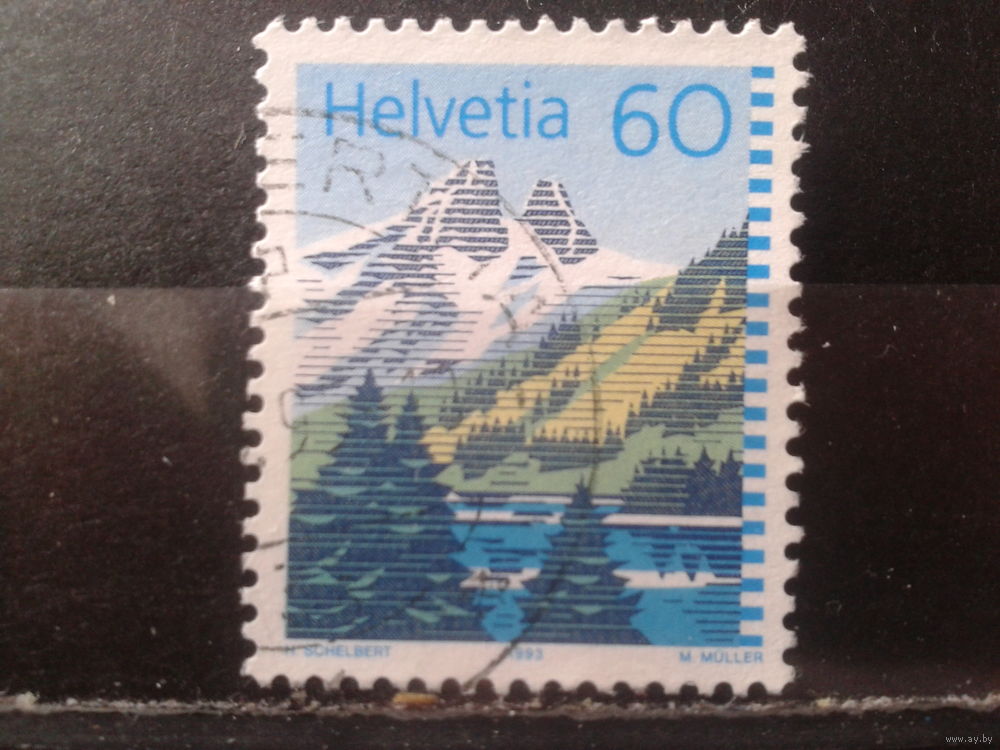 Helvetia 60
H. SCHELBERT 1993 M. MÜLLER
www.ay.by